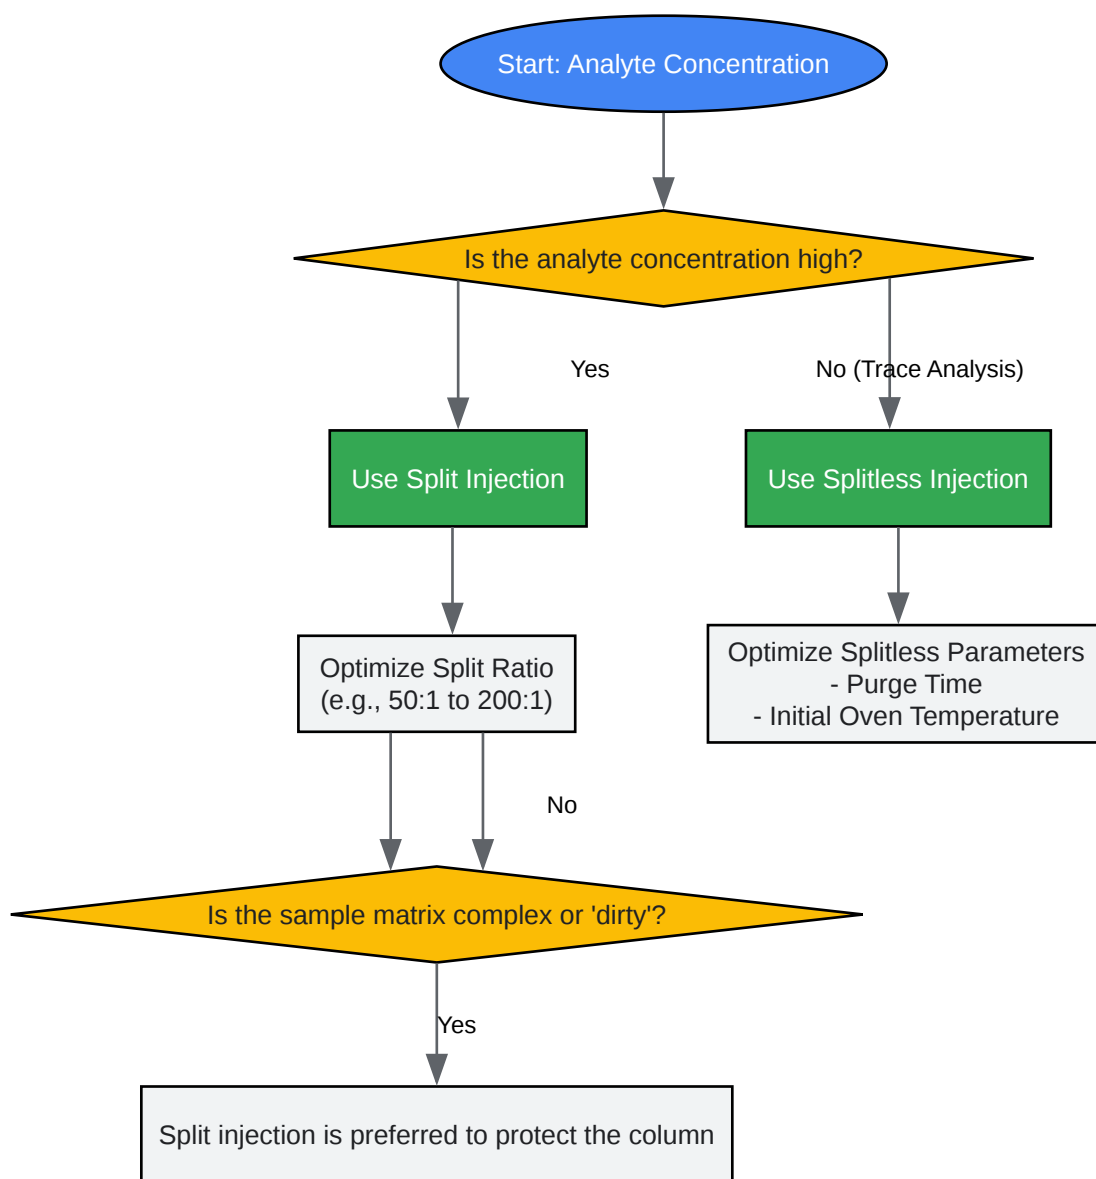 Start: Analyte Concentration
Is the analyte concentration high?
Yes
No (Trace Analysis)
Use Split Injection
Use Splitless Injection
Optimize Split Ratio
(e.g., 50:1 to 200:1)
Optimize Splitless Parameters
- Purge Time
- Initial Oven Temperature
No
Is the sample matrix complex or 'dirty'?
Yes
Split injection is preferred to protect the column